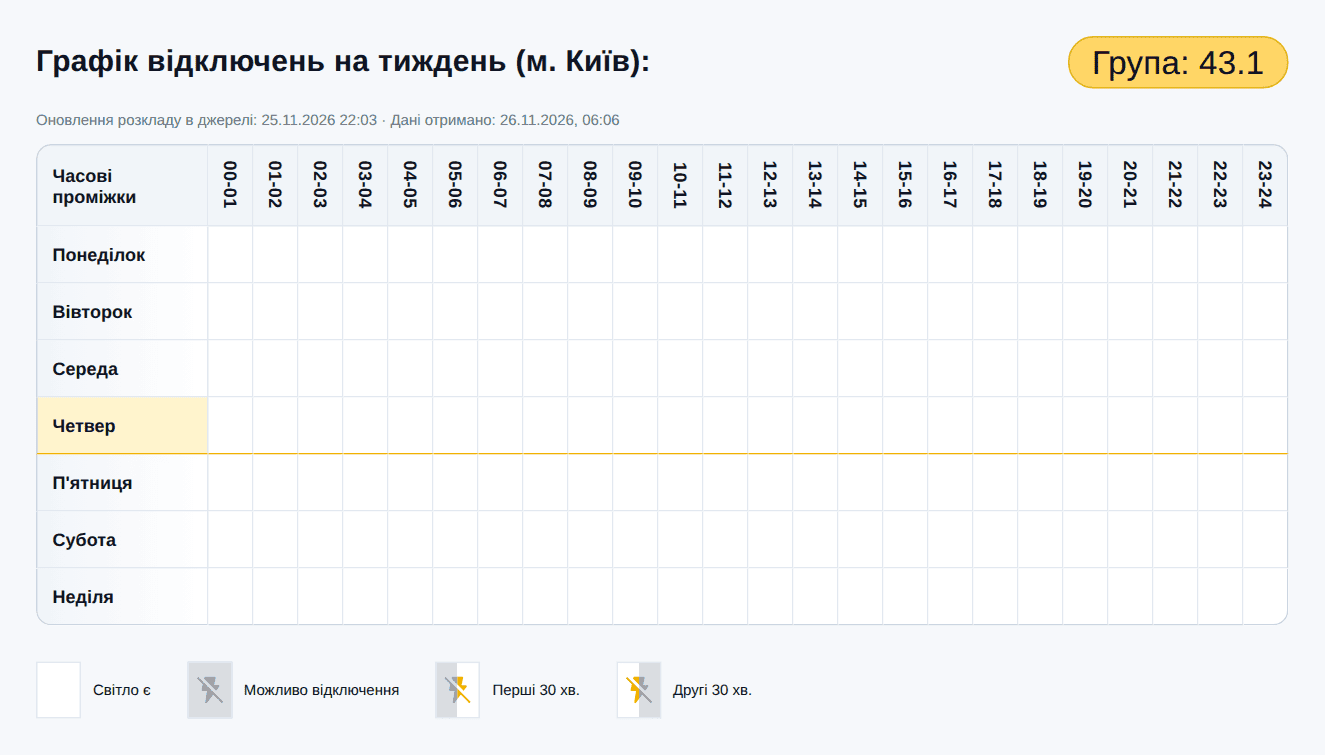 Графік відключень на тиждень (м. Київ):
Група: 43.1
Оновлення розкладу в джерелі: 25.11.2026 22:03 · Дані отримано: 26.11.2026, 06:06
Часові
проміжки
00-01
01-02
02-03
03-04
04-05
05-06
06-07
07-08
08-09
09-10
10-11
11-12
12-13
13-14
14-15
15-16
16-17
17-18
18-19
19-20
20-21
21-22
22-23
23-24
Понеділок
Вівторок
Середа
Четвер
П'ятниця
Субота
Неділя
Світло є
Можливо відключення
Перші 30 хв.
Другі 30 хв.